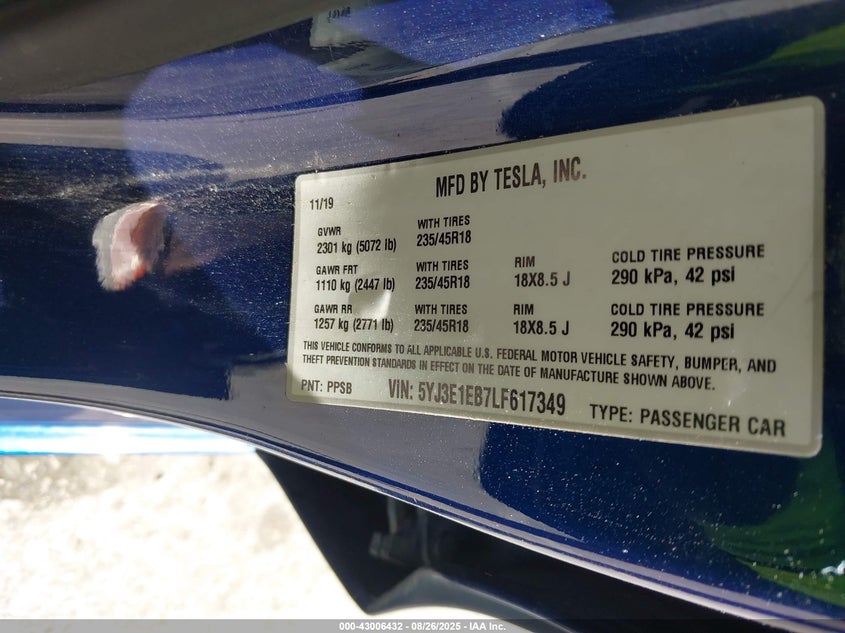 MFD BY TESLA, INC.
11/19
GVWR WITH TIRES
2301 kg (5072 lb) 235/45R18
GAWR FRT WITH TIRES RIM COLD TIRE PRESSURE
1110 kg (2447 lb) 235/45R18 18X8.5 J 290 kPa, 42 psi
GAWR RR WITH TIRES RIM COLD TIRE PRESSURE
1257 kg (2771 lb) 235/45R18 18X8.5 J 290 kPa, 42 psi
THIS VEHICLE CONFORMS TO ALL APPLICABLE U.S. FEDERAL MOTOR VEHICLE SAFETY, BUMPER, AND
THEFT PREVENTION STANDARDS IN EFFECT ON THE DATE OF MANUFACTURE SHOWN ABOVE.
PNT: PPSB VIN: 5YJ3E1EB7LF617349 TYPE: PASSENGER CAR
000-43006432 - 08/26/2025 - IAA Inc.